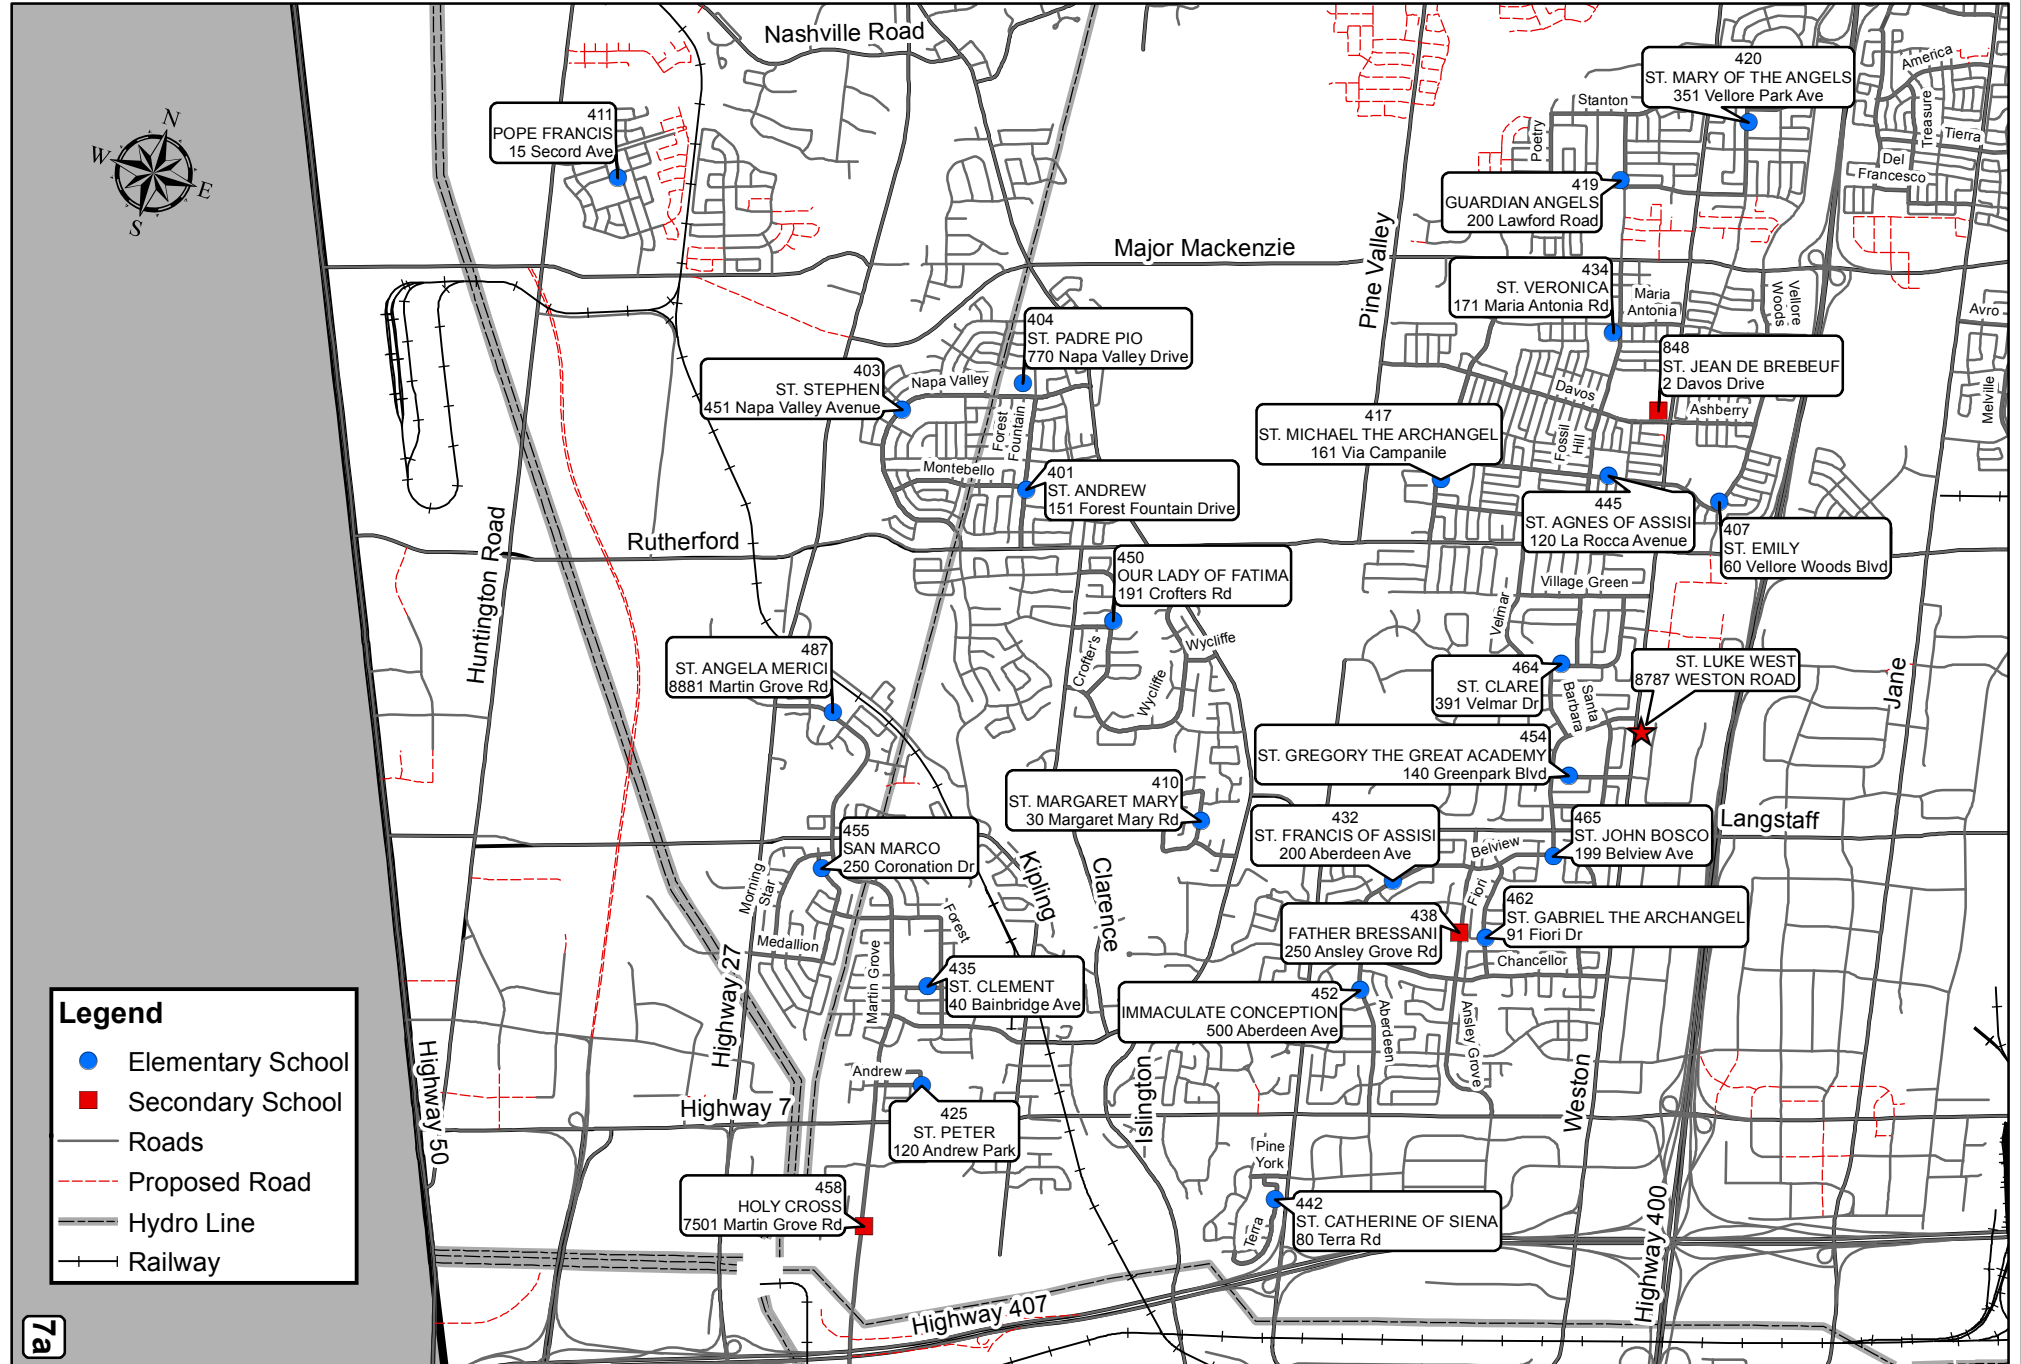 Nashville Road
America
420
ST. MARY OF THE ANGELS
351 Vellore Park Ave
Stanton
Treasure
Poetry
Tierra
Del
Francesco
411
POPE FRANCIS
15 Secord Ave
N
W
E
S
419
GUARDIAN ANGELS
200 Lawford Road
Pine Valley
Major Mackenzie
434
ST. VERONICA
171 Maria Antonia Rd
Maria
Antonia
Vellore
Woods
Avro
404
ST. PADRE PIO
770 Napa Valley Drive
848
ST. JEAN DE BREBEUF
2 Davos Drive
403
ST. STEPHEN
451 Napa Valley Avenue
Napa Valley
Davos
Ashberry
Melville
Forest
Fountain
417
ST. MICHAEL THE ARCHANGEL
161 Via Campanile
Fossil
Hill
Montebello
401
ST. ANDREW
151 Forest Fountain Drive
445
ST. AGNES OF ASSISI
120 La Rocca Avenue
407
ST. EMILY
60 Vellore Woods Blvd
Huntington Road
Rutherford
450
OUR LADY OF FATIMA
191 Crofters Rd
Village Green
Velmar
Crofter's
Wycliffe
Wycliffe
487
ST. ANGELA MERICI
8881 Martin Grove Rd
464
ST. CLARE
391 Velmar Dr
Santa
Barbara
ST. LUKE WEST
8787 WESTON ROAD
Jane
454
ST. GREGORY THE GREAT ACADEMY
140 Greenpark Blvd
410
ST. MARGARET MARY
30 Margaret Mary Rd
432
ST. FRANCIS OF ASSISI
200 Aberdeen Ave
465
ST. JOHN BOSCO
199 Belview Ave
Langstaff
Belview
455
SAN MARCO
250 Coronation Dr
Kipling
Clarence
Morning
Star
Fiori
462
ST. GABRIEL THE ARCHANGEL
91 Fiori Dr
438
FATHER BRESSANI
250 Ansley Grove Rd
Forest
Medallion
Chancellor
Martin Grove
435
ST. CLEMENT
40 Bainbridge Ave
452
IMMACULATE CONCEPTION
500 Aberdeen Ave
Highway27
Aberdeen
Ansley Grove
Highway 50
Andrew
Islington
Weston
Highway 7
425
ST. PETER
120 Andrew Park
Pine
York
458
HOLY CROSS
7501 Martin Grove Rd
442
ST. CATHERINE OF SIENA
80 Terra Rd
Terra
Highway 400
Highway 407
Legend
Elementary School
Secondary School
Roads
Proposed Road
Hydro Line
Railway
7a